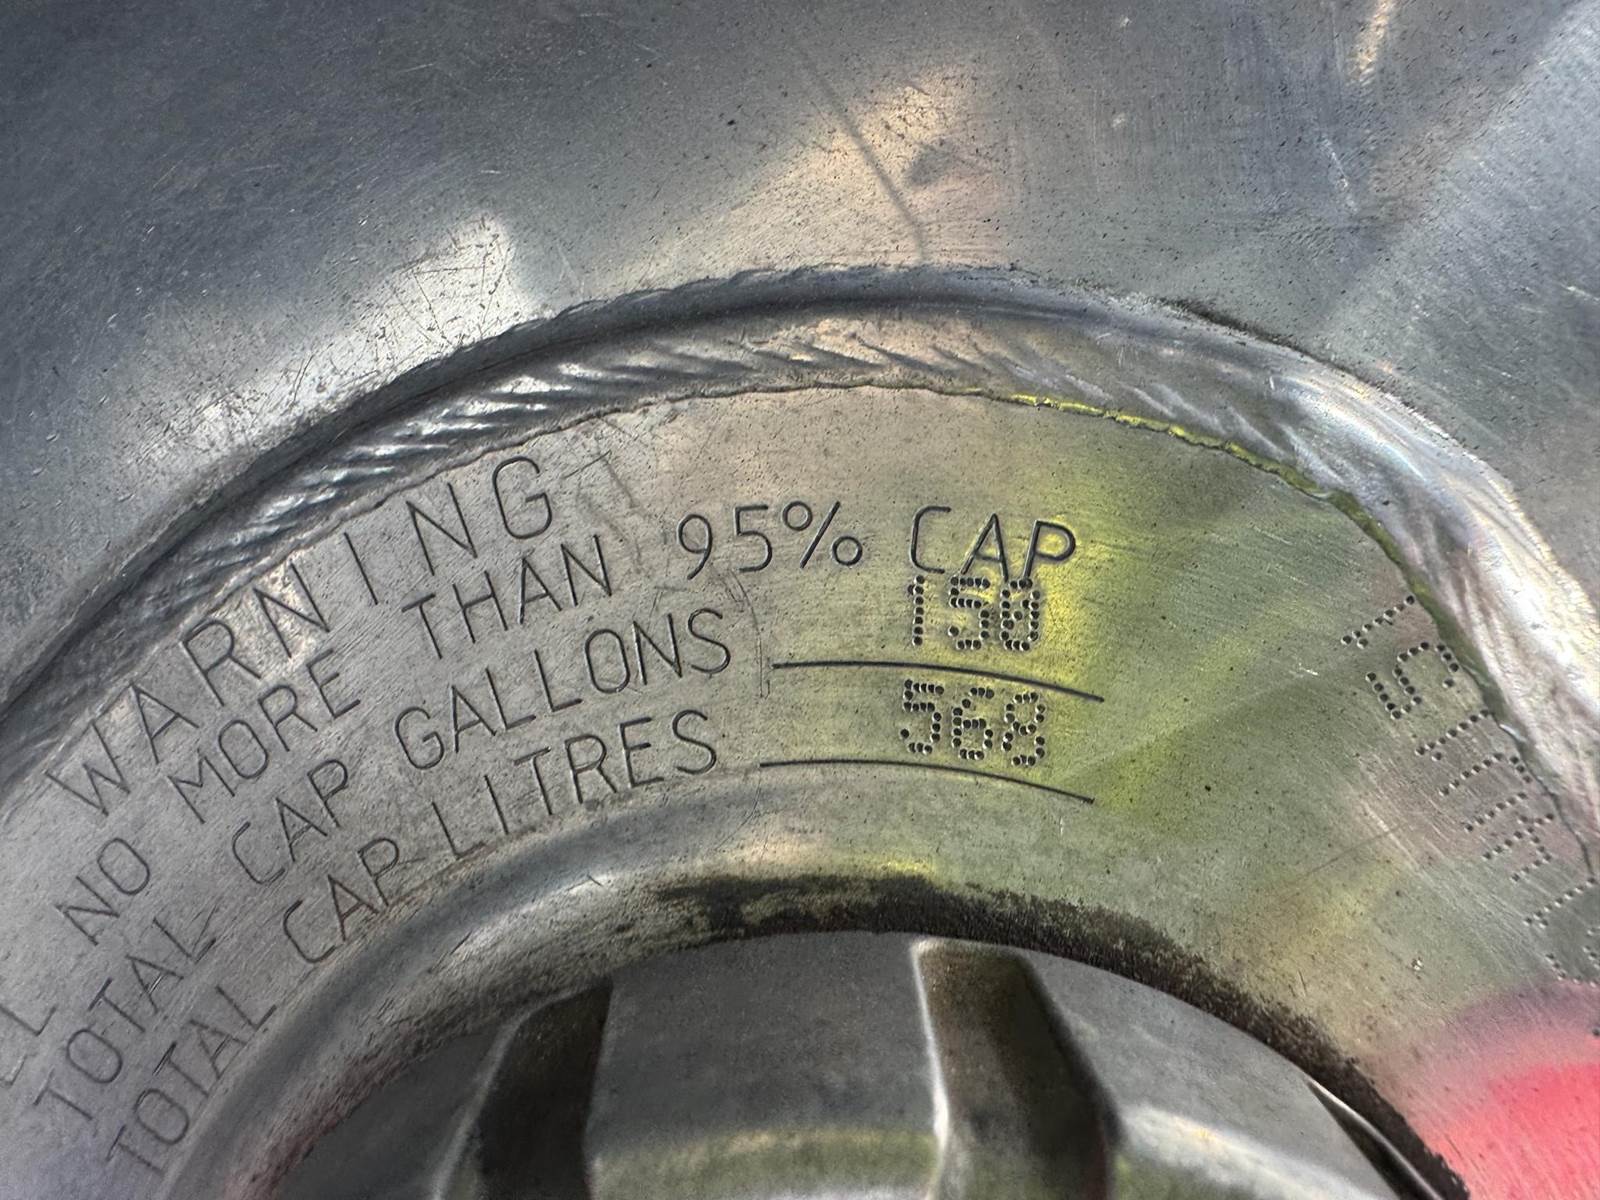 WARNING
NO MORE THAN 95% CAP
TOTAL CAP GALLONS 150
TOTAL CAP LITRES 568